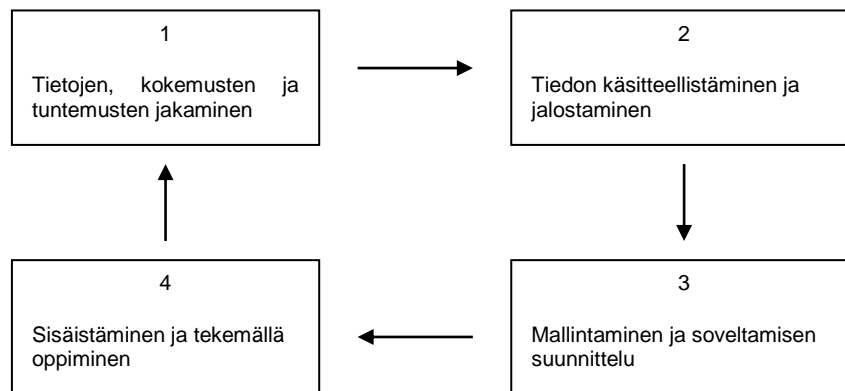 1
Tietojen, kokemusten ja
tuntemusten jakaminen
2
Tiedon käsitteellistäminen ja
jalostaminen
4
Sisäistäminen ja tekemällä
oppiminen
3
Mallintaminen ja soveltamisen
suunnittelu